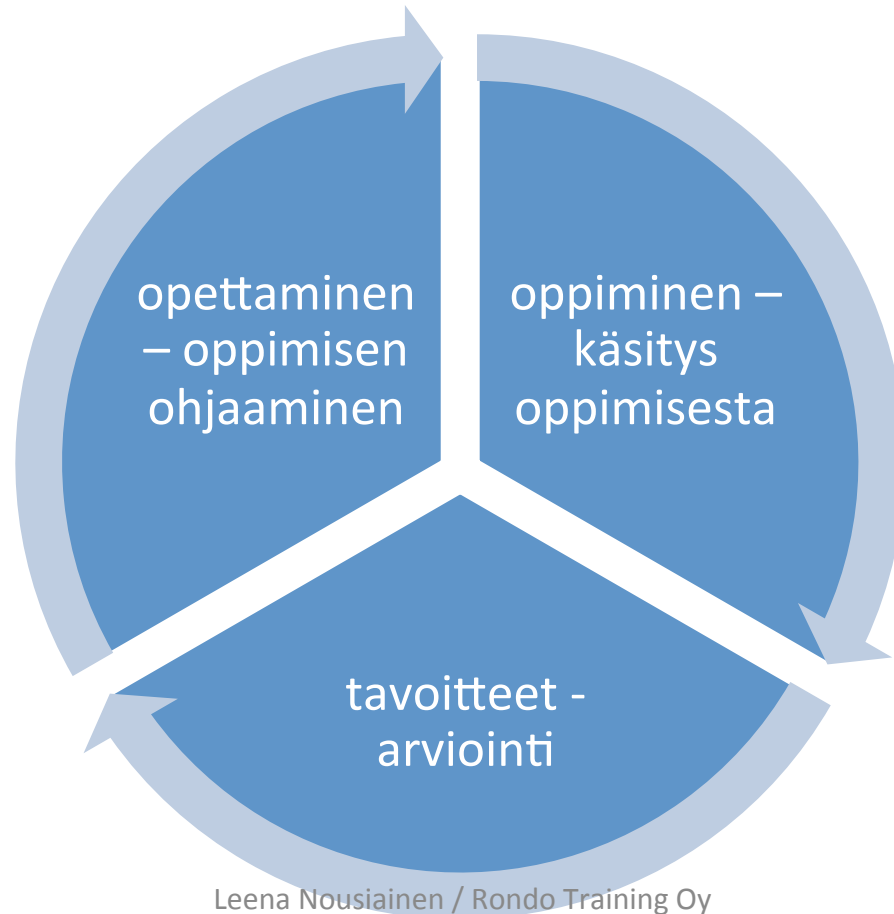 opettaminen
– oppimisen
ohjaaminen
oppiminen –
käsitys
oppimisesta
tavoitteet -
arviointi
Leena Nousiainen / Rondo Training Oy